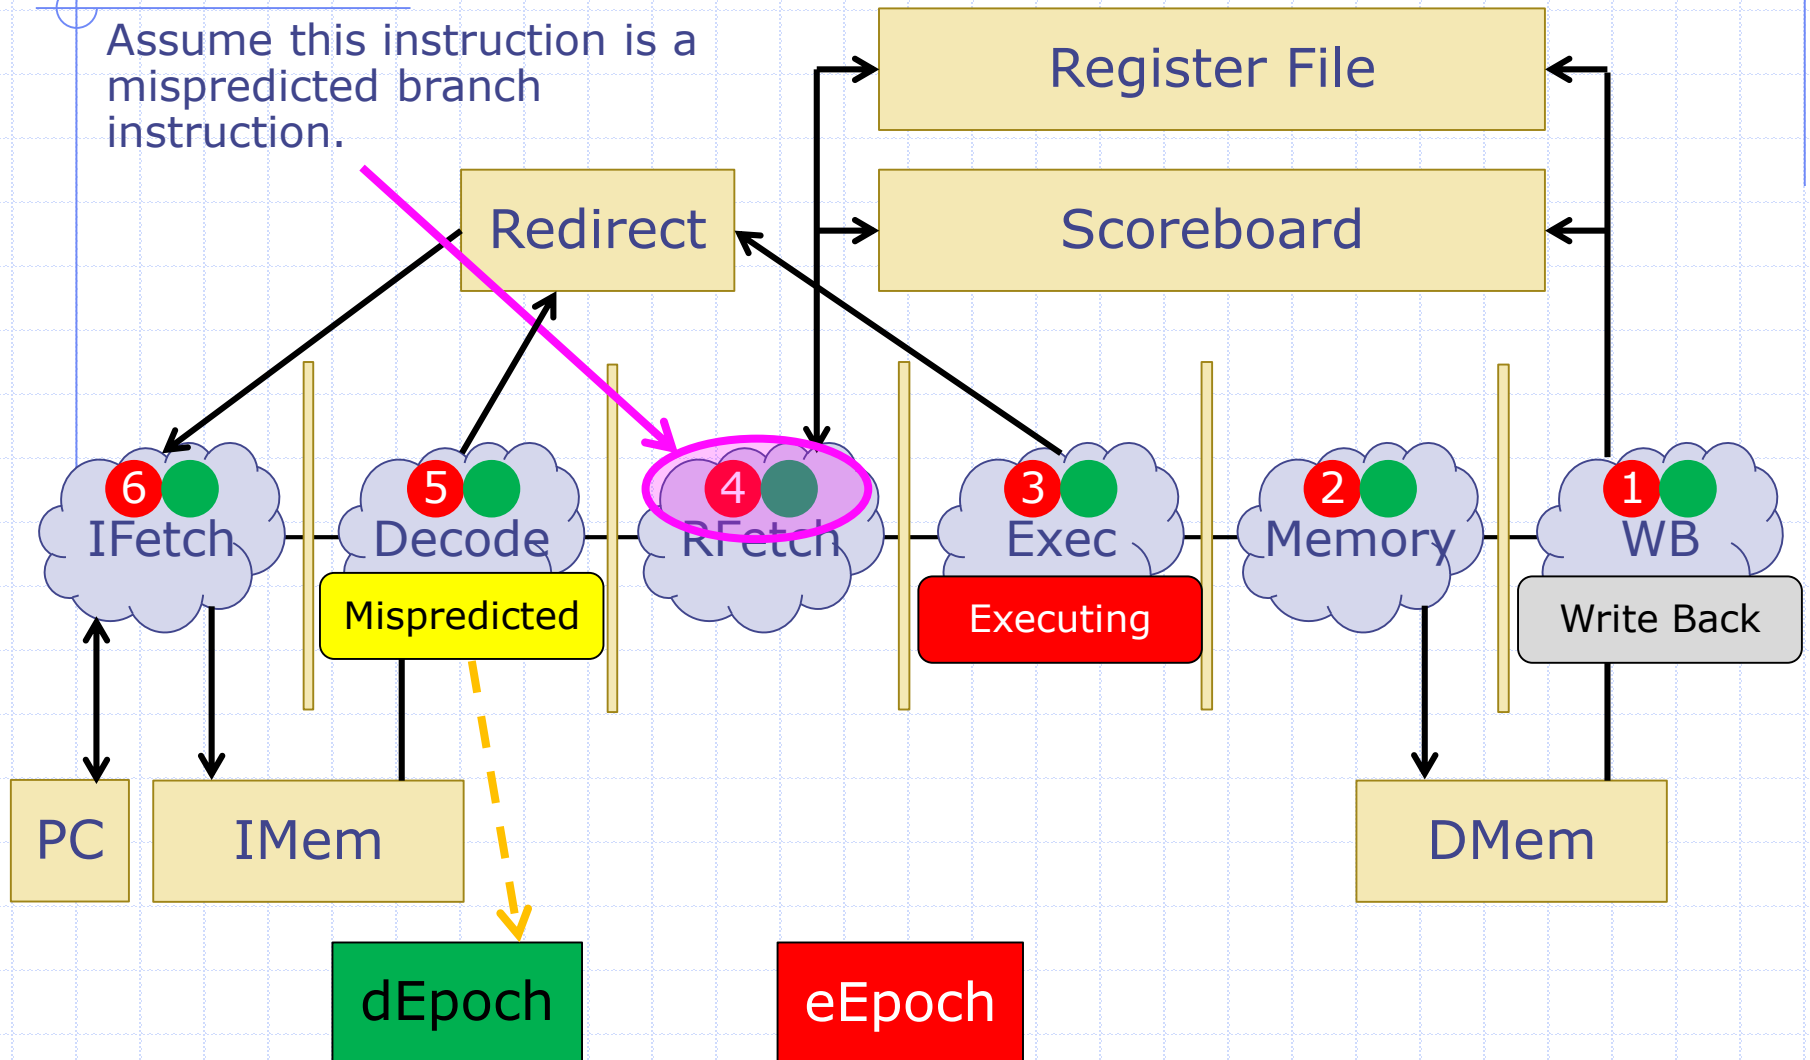 Assume this instruction is a
mispredicted branch
instruction.
Register File
Redirect
Scoreboard
6
5
4
3
2
1
IFetch
Decode
RFetch
Exec
Memory
WB
Mispredicted
Executing
Write Back
PC
IMem
DMem
dEpoch
eEpoch